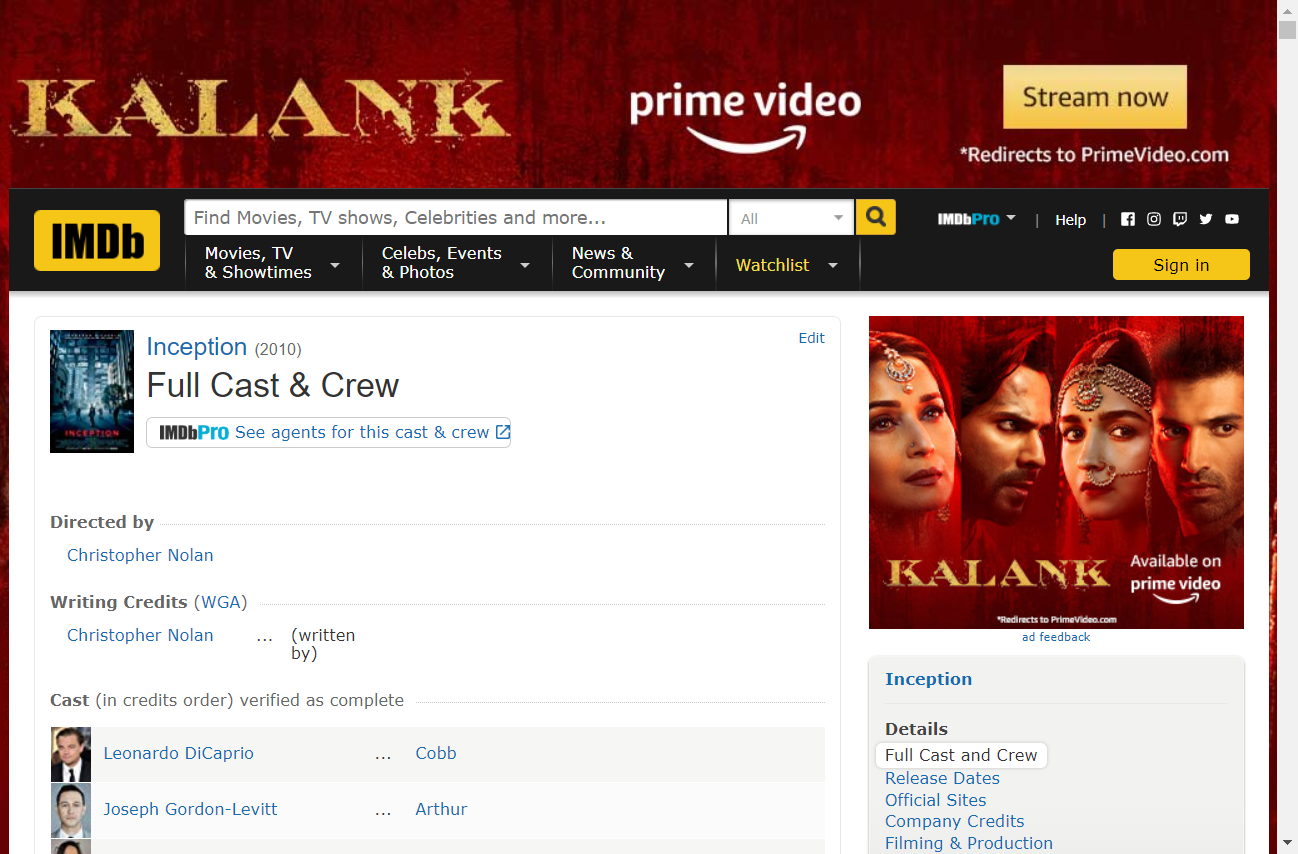 KALANK
prime video
Stream now
*Redirects to PrimeVideo.com
IMDb
Find Movies, TV shows, Celebrities and more...
All
IMDbPro
|
Help
|
Movies, TV
& Showtimes
Celebs, Events
& Photos
News &
Community
Watchlist
Sign in
INCEPTION
Inception (2010)
Edit
Full Cast & Crew
IMDbPro See agents for this cast & crew
Directed by
Christopher Nolan
Writing Credits (WGA)
Christopher Nolan ... (written
by)
Cast (in credits order) verified as complete
Leonardo DiCaprio ... Cobb
Joseph Gordon-Levitt ... Arthur
KALANK
Available on
prime video
*Redirects to PrimeVideo.com
ad feedback
Inception
Details
Full Cast and Crew
Release Dates
Official Sites
Company Credits
Filming & Production